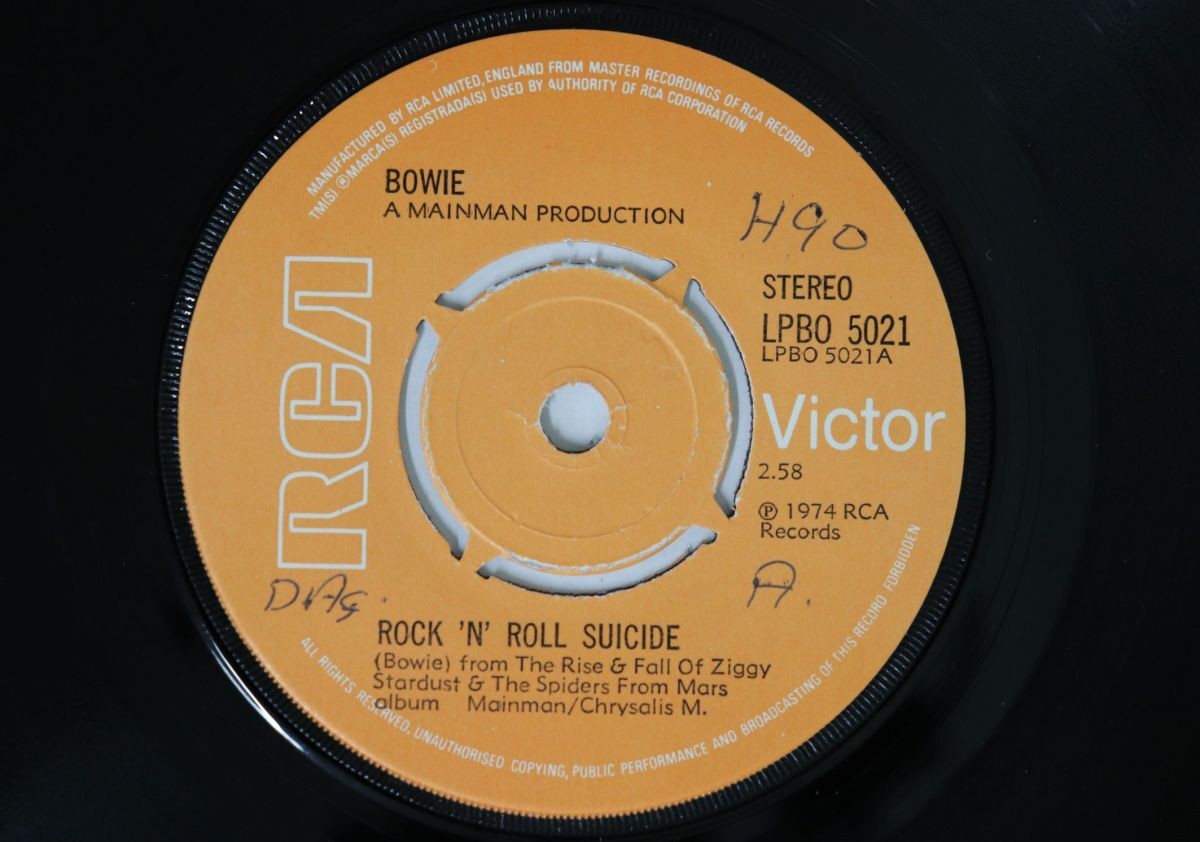 MANUFACTURED BY RCA LIMITED, ENGLAND FROM MASTER RECORDINGS OF RCA RECORDS
TM(S) ® MARCA(S) REGISTRADA(S) USED BY AUTHORITY OF RCA CORPORATION
BOWIE
A MAINMAN PRODUCTION
H90
STEREO
LPBO 5021
LPBO 5021A
RCA
Victor
2.58
℗ 1974 RCA
Records
A.
ROCK 'N' ROLL SUICIDE
(Bowie) from The Rise & Fall Of Ziggy
Stardust & The Spiders From Mars
album Mainman/Chrysalis M.
ALL RIGHTS RESERVED. UNAUTHORISED COPYING, PUBLIC PERFORMANCE AND BROADCASTING OF THIS RECORD FORBIDDEN